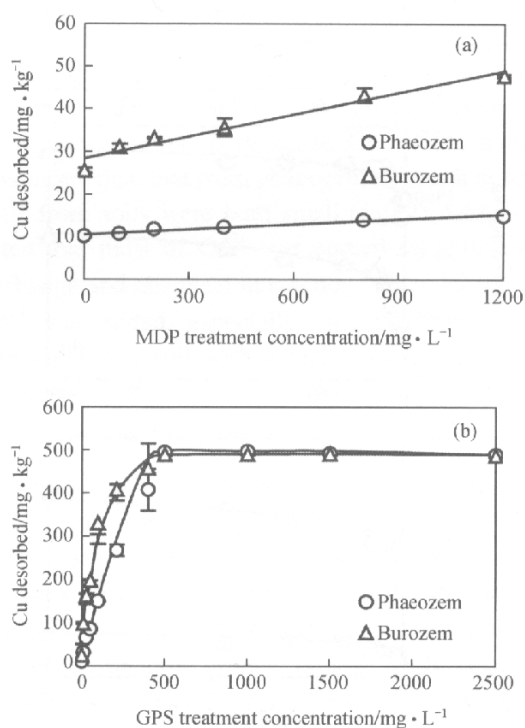 (a)
Cu desorbed/mg·kg⁻¹
60
50
40
30
20
10
0
Phaeozem
Burozem
0 300 600 900 1200
MDP treatment concentration/mg·L⁻¹
(b)
Cu desorbed/mg·kg⁻¹
600
500
400
300
200
100
0
Phaeozem
Burozem
0 500 1000 1500 2000 2500
GPS treatment concentration/mg·L⁻¹